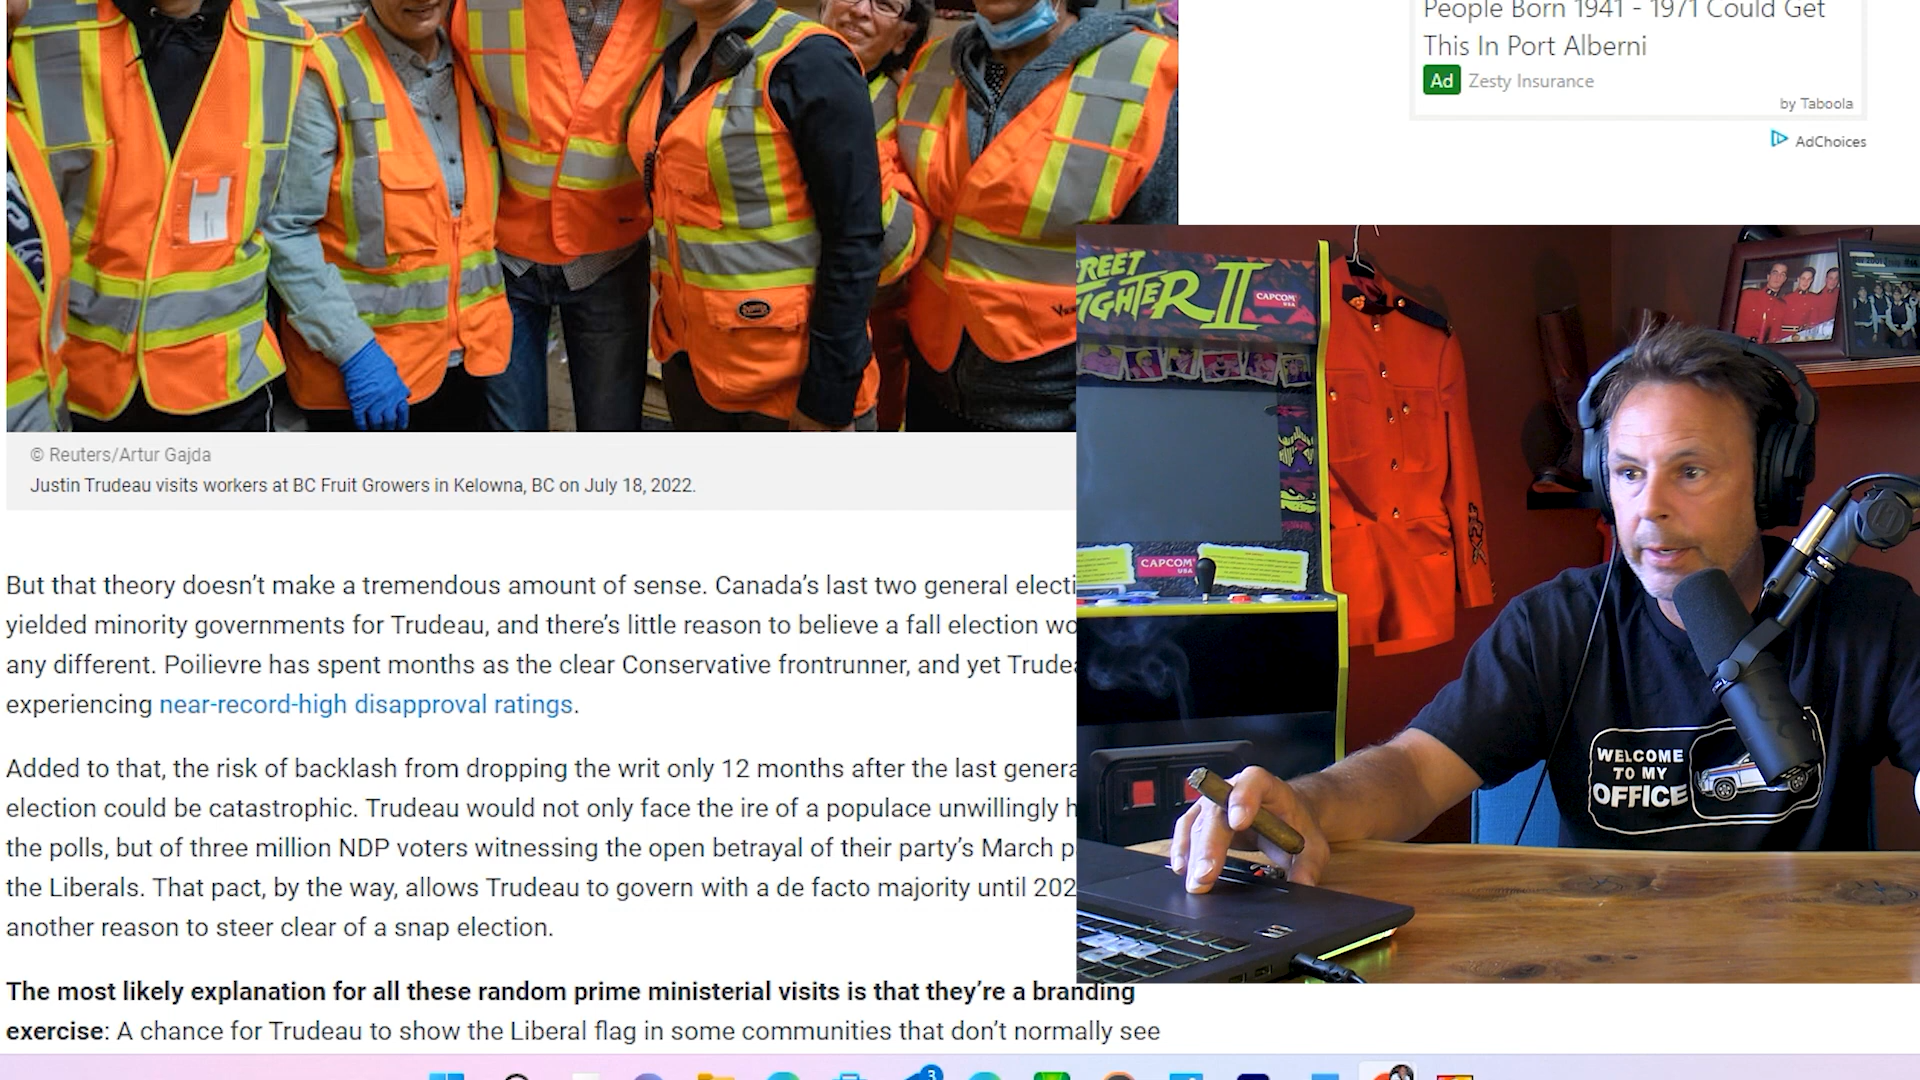 People Born 1941 - 1971 Could Get
This In Port Alberni
Ad Zesty Insurance
by Taboola
AdChoices
REET
FIGHTER II
CAPCOM
USA
CAPCOM
USA
© Reuters/Artur Gajda
Justin Trudeau visits workers at BC Fruit Growers in Kelowna, BC on July 18, 2022.
But that theory doesn’t make a tremendous amount of sense. Canada’s last two general electi
yielded minority governments for Trudeau, and there’s little reason to believe a fall election wo
any different. Poilievre has spent months as the clear Conservative frontrunner, and yet Trudea
experiencing near-record-high disapproval ratings.
Added to that, the risk of backlash from dropping the writ only 12 months after the last genera
election could be catastrophic. Trudeau would not only face the ire of a populace unwillingly h
the polls, but of three million NDP voters witnessing the open betrayal of their party’s March p
the Liberals. That pact, by the way, allows Trudeau to govern with a de facto majority until 202
another reason to steer clear of a snap election.
The most likely explanation for all these random prime ministerial visits is that they’re a branding
exercise: A chance for Trudeau to show the Liberal flag in some communities that don’t normally see
WELCOME
TO MY
OFFICE
3